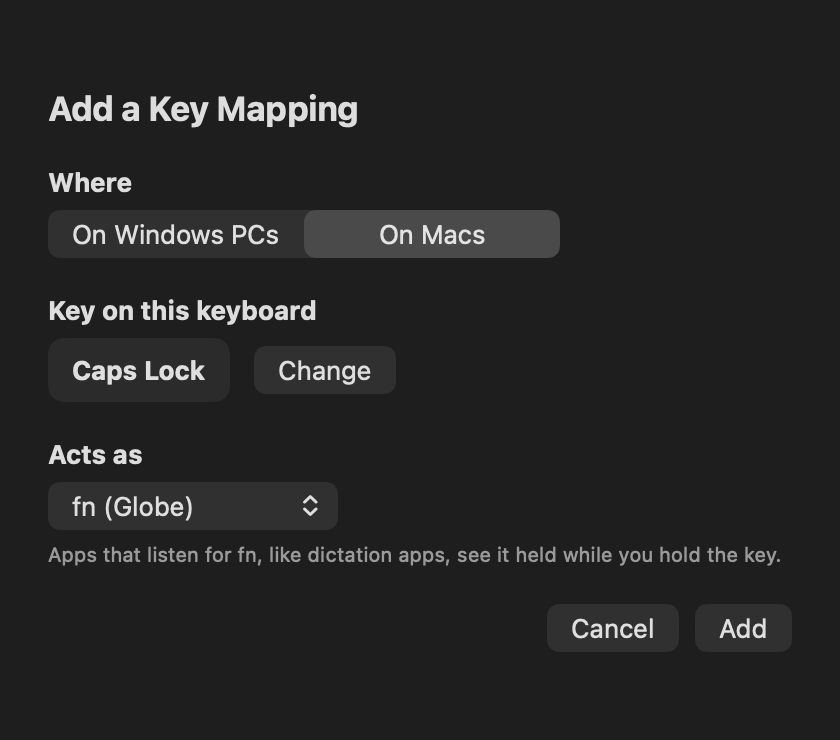 Add a Key Mapping
Where
On Windows PCs On Macs
Key on this keyboard
Caps Lock Change
Acts as
fn (Globe)
Apps that listen for fn, like dictation apps, see it held while you hold the key.
Cancel Add